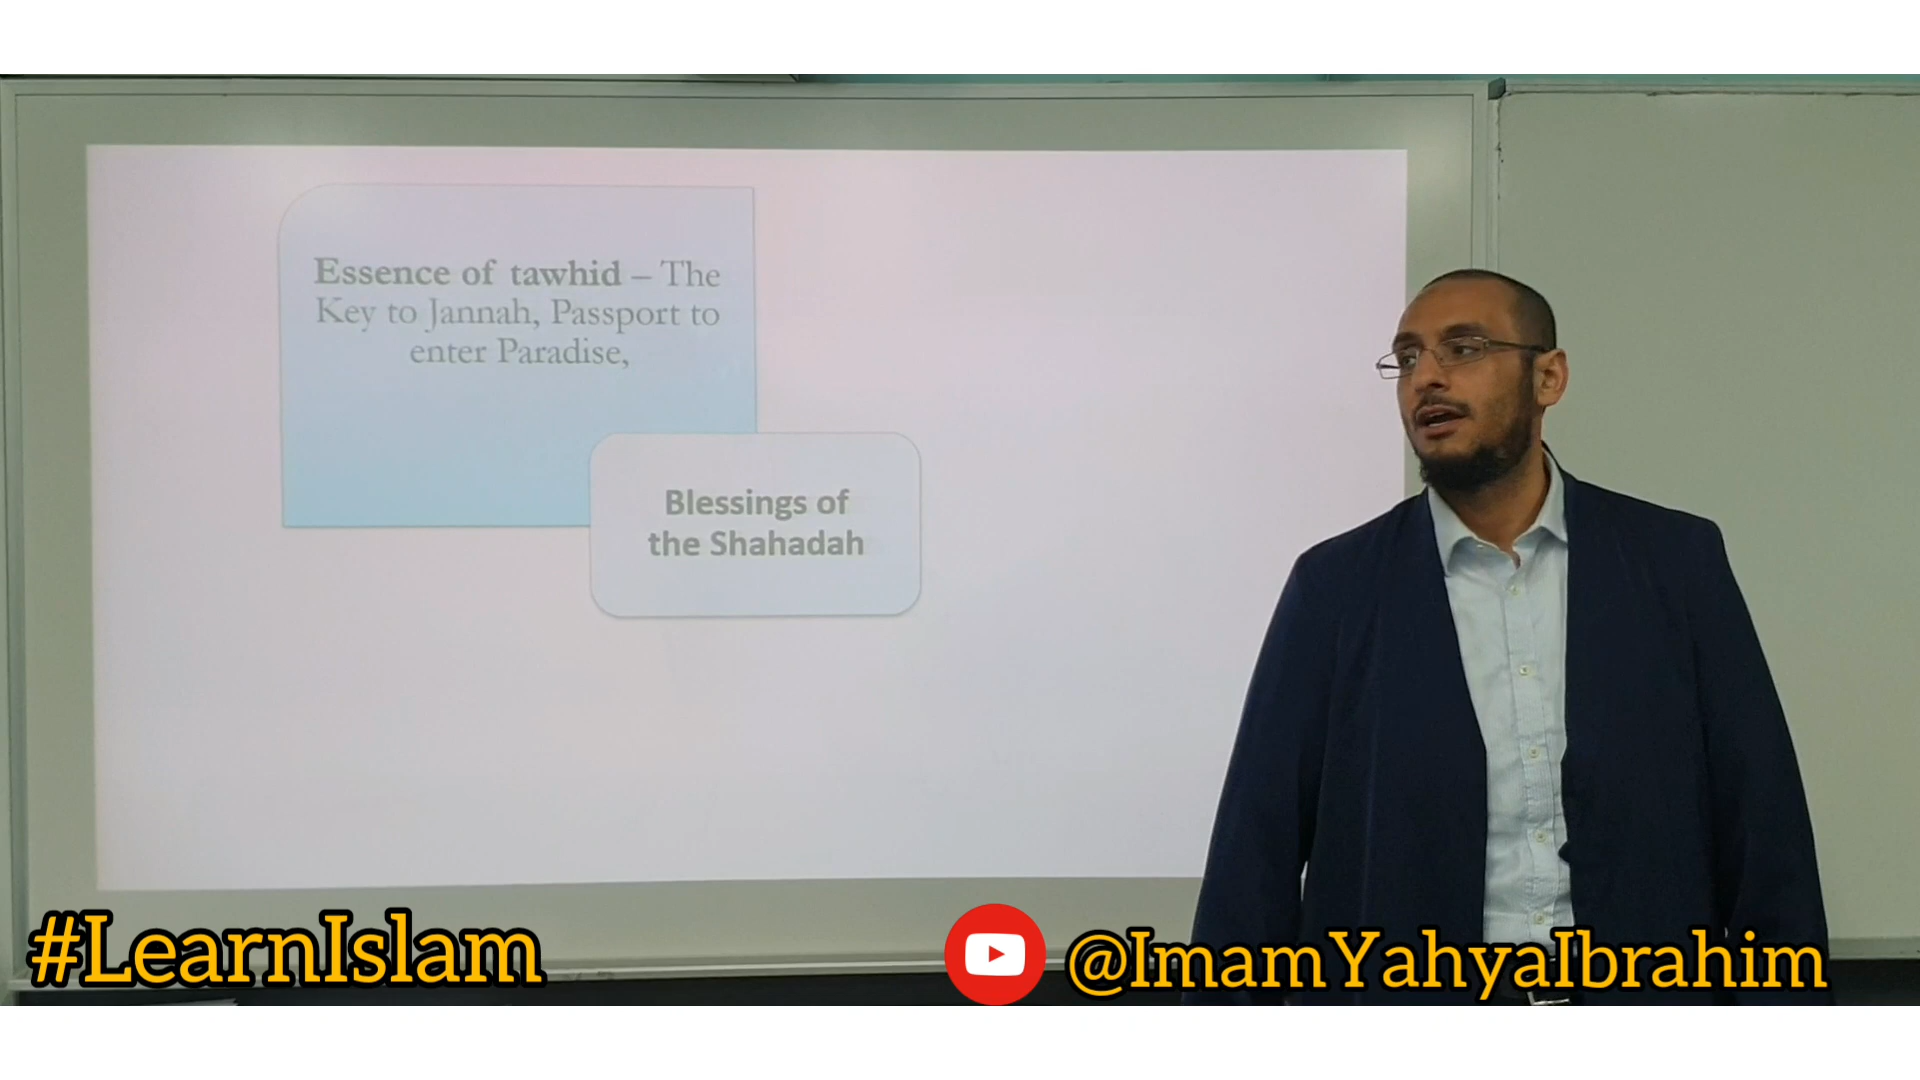 Essence of tawhid – The
Key to Jannah, Passport to
enter Paradise,
Blessings of
the Shahadah
#LearnIslam
@ImamYahyaIbrahim